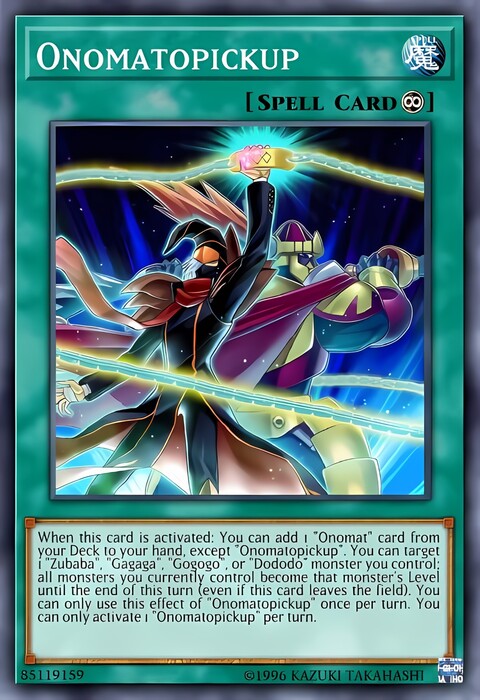 Onomatopickup
魔
[Spell Card♾]
When this card is activated: You can add 1 "Onomat" card from
your Deck to your hand, except "Onomatopickup". You can target
1 "Zubaba", "Gagaga", "Gogogo", or "Dododo" monster you control;
all monsters you currently control become that monster's Level
until the end of this turn (even if this card leaves the field). You
can only use this effect of "Onomatopickup" once per turn. You
can only activate 1 "Onomatopickup" per turn.
85119159
©1996 KAZUKI TAKAHASHI